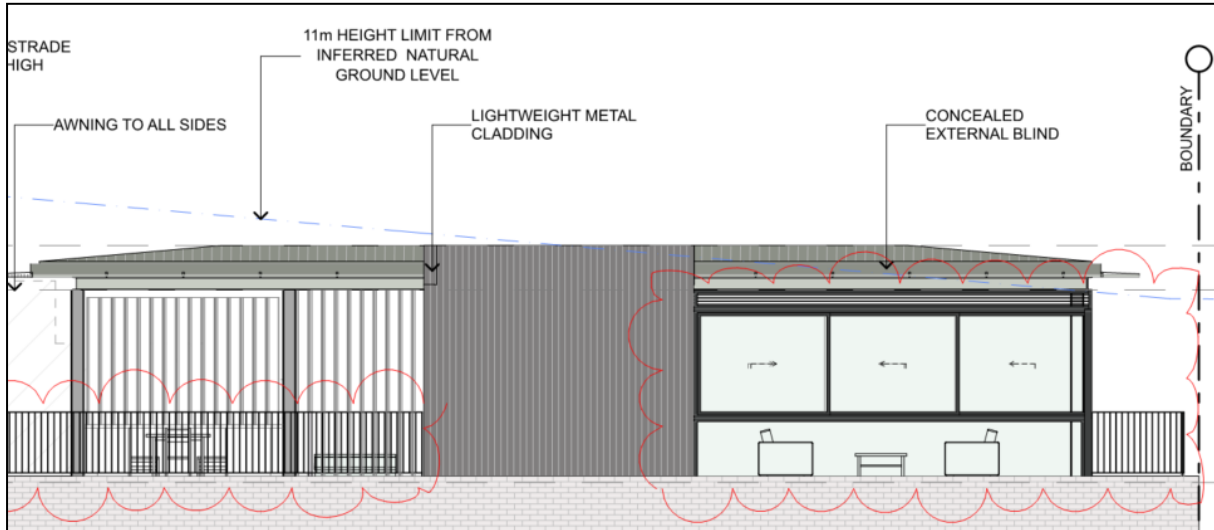 STRADE
HIGH
11m HEIGHT LIMIT FROM
INFERRED NATURAL
GROUND LEVEL
AWNING TO ALL SIDES
LIGHTWEIGHT METAL
CLADDING
CONCEALED
EXTERNAL BLIND
BOUNDARY